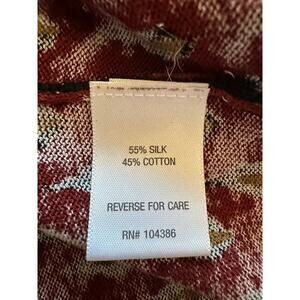 55% SILK
45% COTTON
REVERSE FOR CARE
RN# 104386